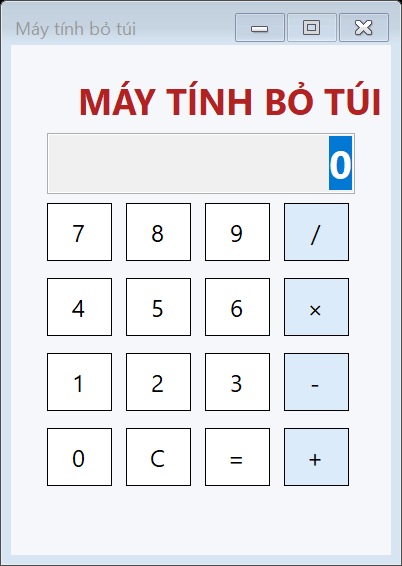 Máy tính bỏ túi
MÁY TÍNH BỎ TÚI
0
7 8 9 /
4 5 6 ×
1 2 3 -
0 C = +